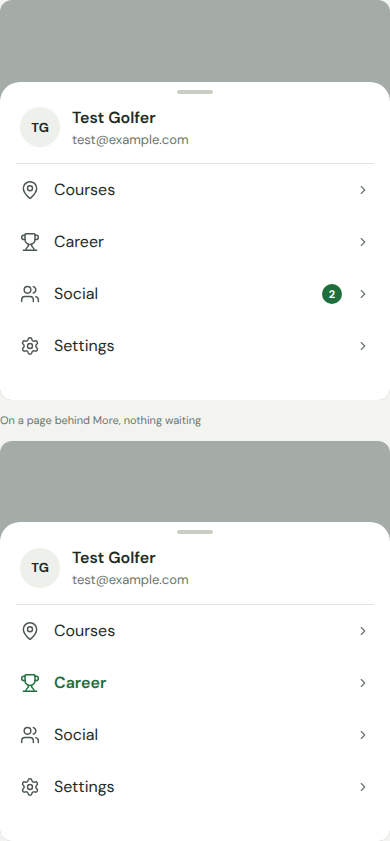 TG
Test Golfer
test@example.com
Courses
Career
Social 2
Settings
On a page behind More, nothing waiting
TG
Test Golfer
test@example.com
Courses
Career
Social
Settings